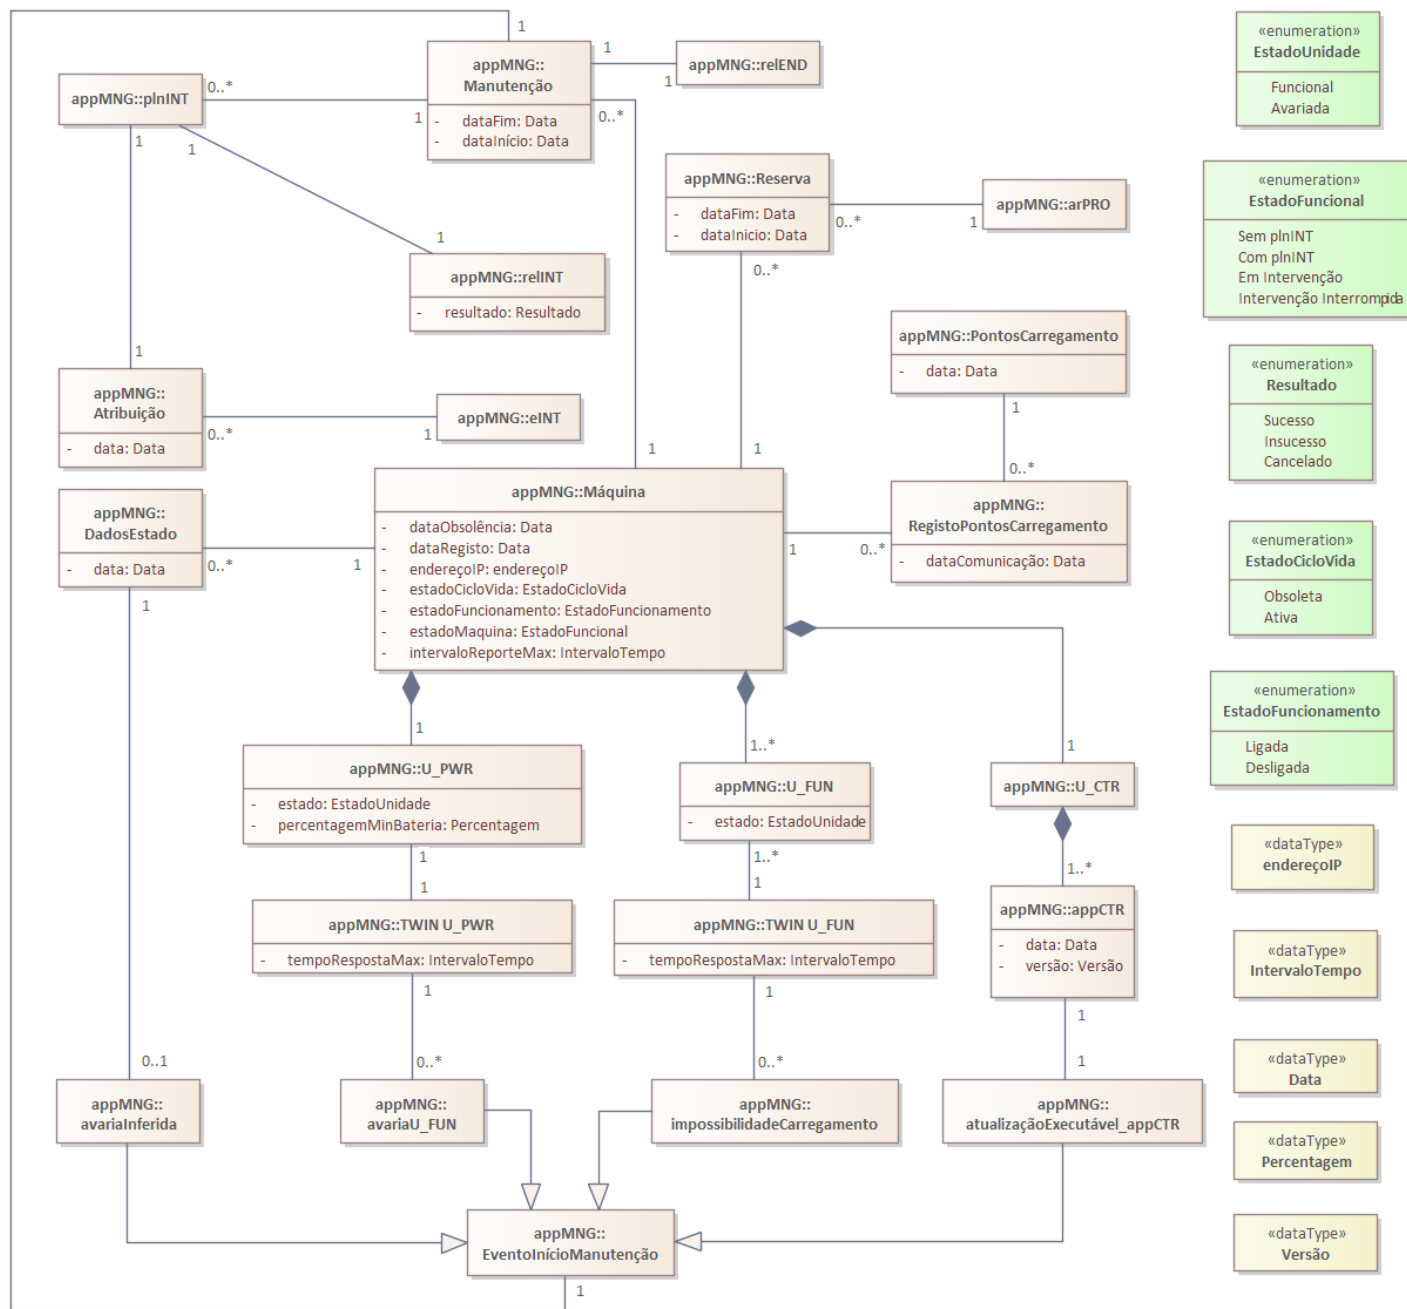 1
appMNG::
Manutenção
- dataFim: Data
- dataInício: Data
1
1
appMNG::relEND
appMNG::plnINT
0..*
1
0..*
1
1
1
appMNG::relINT
- resultado: Resultado
appMNG::Reserva
- dataFim: Data
- dataInicio: Data
0..*
1
appMNG::arPRO
0..*
1
1
appMNG::PontosCarregamento
- data: Data
1
0..*
1
appMNG::
Atribuição
- data: Data
0..*
1
appMNG::eINT
appMNG::
DadosEstado
- data: Data
0..*
1
1
appMNG::Máquina
- dataObsolência: Data
- dataRegisto: Data
- endereçoIP: endereçoIP
- estadoCicloVida: EstadoCicloVida
- estadoFuncionamento: EstadoFuncionamento
- estadoMaquina: EstadoFuncional
- intervaloReporteMax: IntervaloTempo
1
0..*
appMNG::
RegistoPontosCarregamento
- dataComunicação: Data
1
1..*
1
appMNG::U_PWR
- estado: EstadoUnidade
- percentagemMinBateria: Percentagem
appMNG::U_FUN
- estado: EstadoUnidade
appMNG::U_CTR
1
1
1..*
1
1..*
appMNG::TWIN U_PWR
- tempoRespostaMax: IntervaloTempo
appMNG::TWIN U_FUN
- tempoRespostaMax: IntervaloTempo
appMNG::appCTR
- data: Data
- versão: Versão
1
1
1
0..1
0..*
0..*
1
appMNG::
avariaInferida
appMNG::
avariaU_FUN
appMNG::
impossibilidadeCarregamento
appMNG::
atualizaçãoExecutável_appCTR
appMNG::
EventoInícioManutenção
1
«enumeration»
EstadoUnidade
Funcional
Avariada
«enumeration»
EstadoFuncional
Sem plnINT
Com plnINT
Em Intervenção
Intervenção Interrompida
«enumeration»
Resultado
Sucesso
Insucesso
Cancelado
«enumeration»
EstadoCicloVida
Obsoleta
Ativa
«enumeration»
EstadoFuncionamento
Ligada
Desligada
«dataType»
endereçoIP
«dataType»
IntervaloTempo
«dataType»
Data
«dataType»
Percentagem
«dataType»
Versão